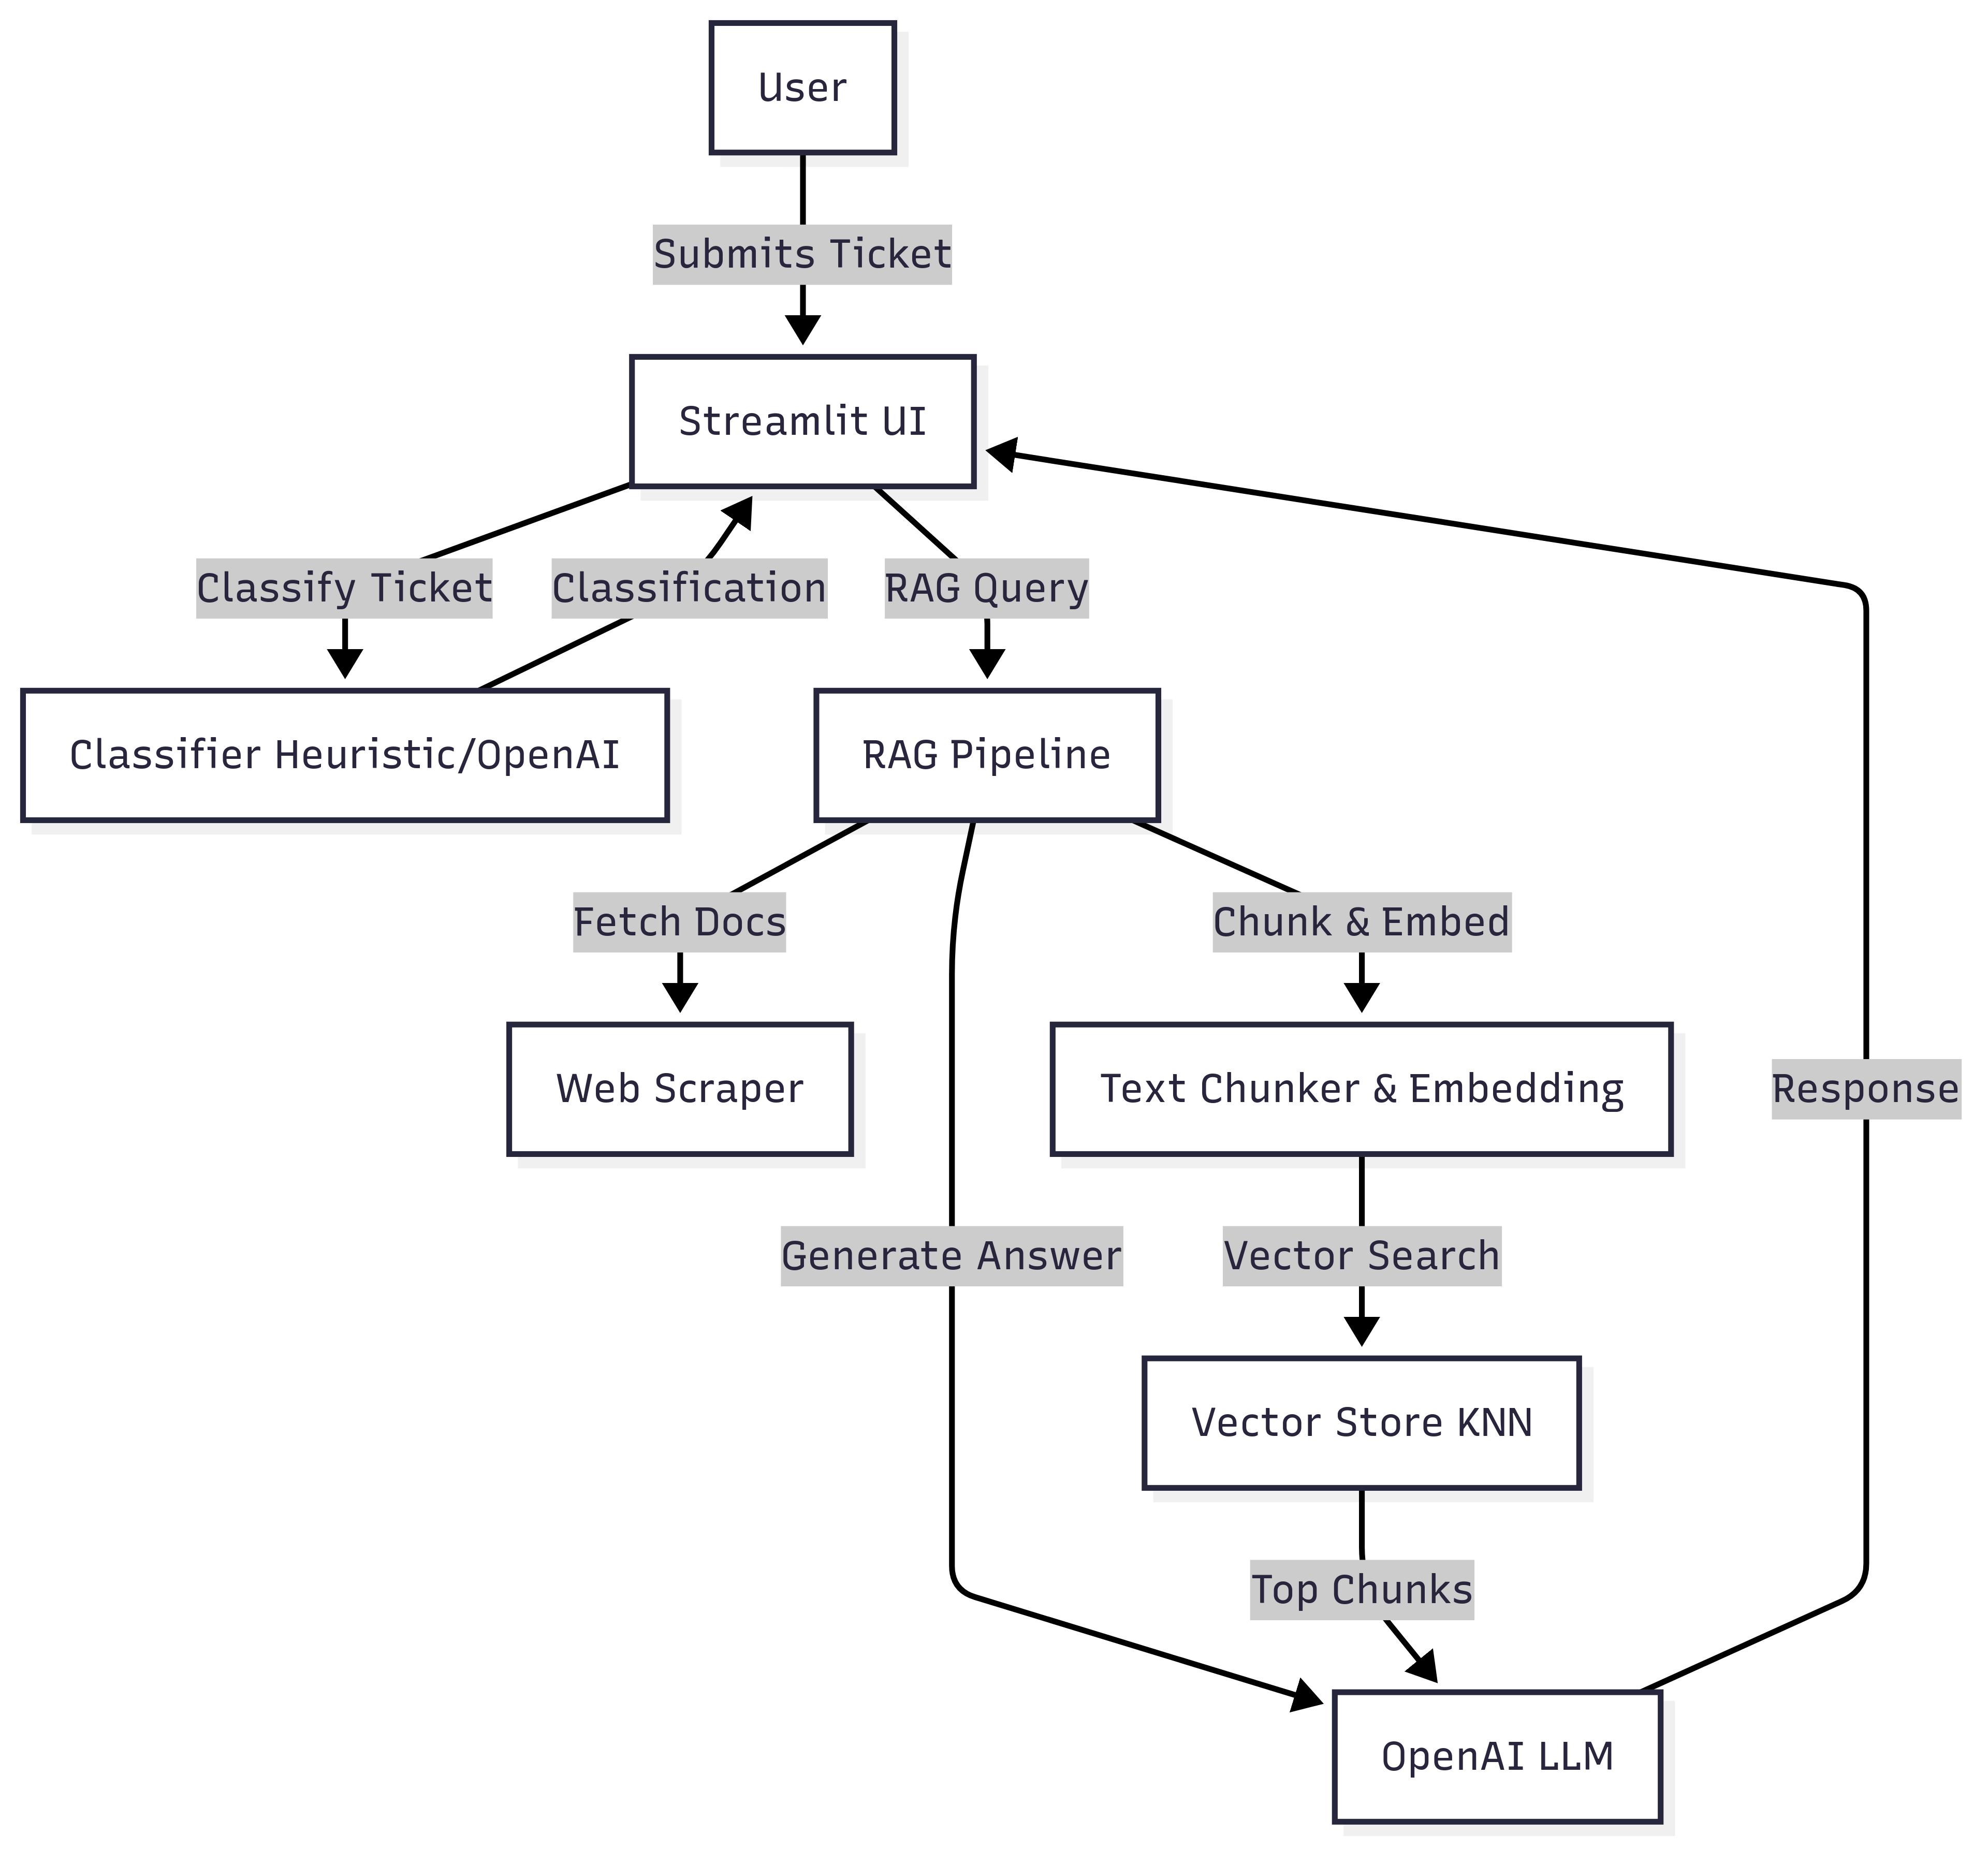 User
Submits Ticket
Streamlit UI
Classify Ticket
Classification
RAG Query
Classifier Heuristic/OpenAI
RAG Pipeline
Fetch Docs
Chunk & Embed
Web Scraper
Text Chunker & Embedding
Response
Generate Answer
Vector Search
Vector Store KNN
Top Chunks
OpenAI LLM